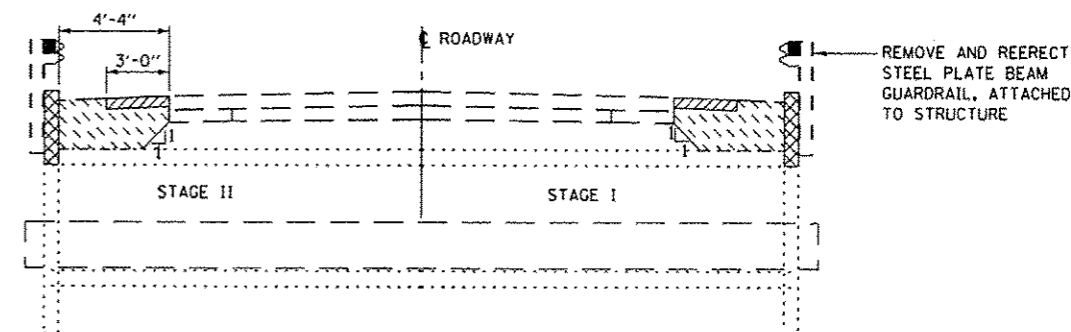 4'-4"
℄ ROADWAY
3'-0"
REMOVE AND REERECT
STEEL PLATE BEAM
GUARDRAIL, ATTACHED
TO STRUCTURE
1
1
1
1
STAGE II
STAGE I